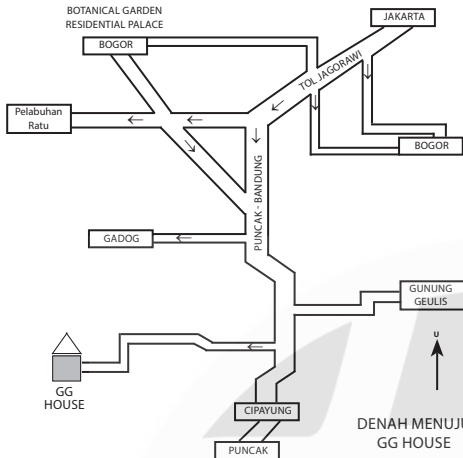 BOTANICAL GARDEN
RESIDENTIAL PALACE
BOGOR
JAKARTA
TOL JAGORAWI
Pelabuhan
Ratu
BOGOR
PUNCAK - BANDUNG
GADOG
GUNUNG
GEULIS
U
GG
HOUSE
CIPAYUNG
DENAH MENUJU
GG HOUSE
PUNCAK